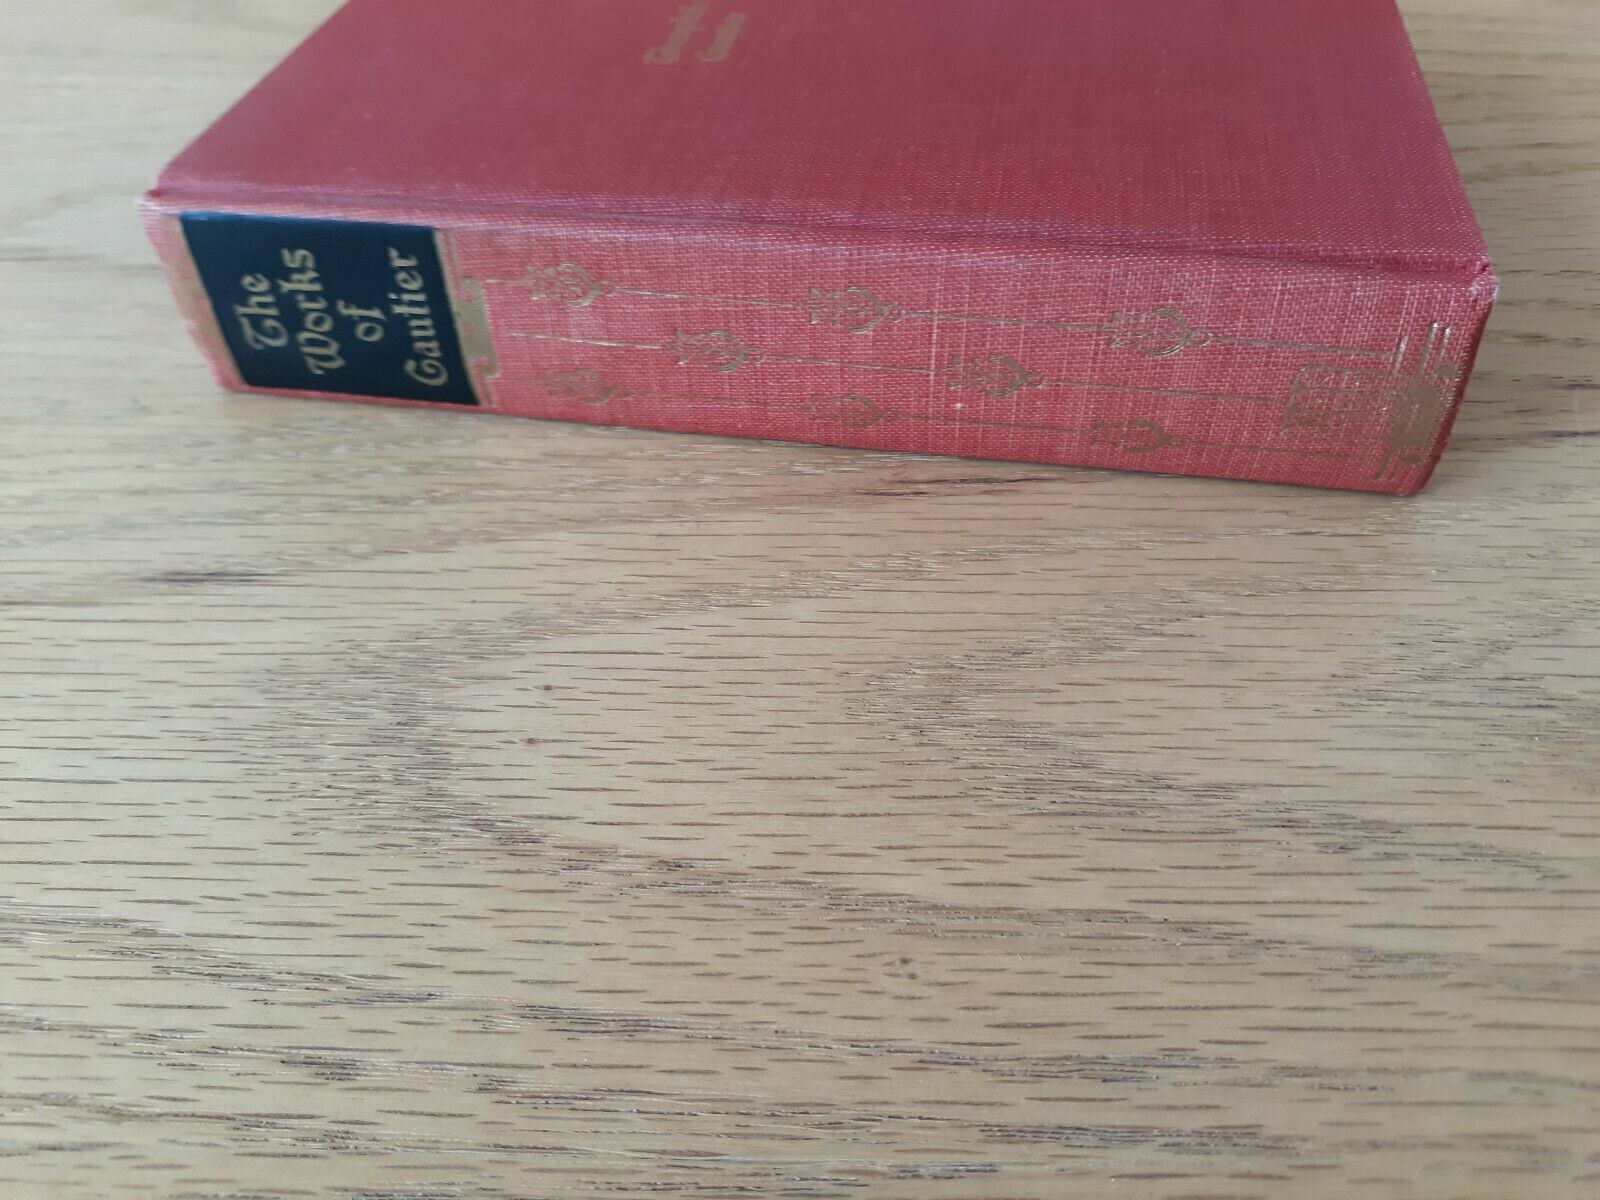 The
Works
of
Gautier